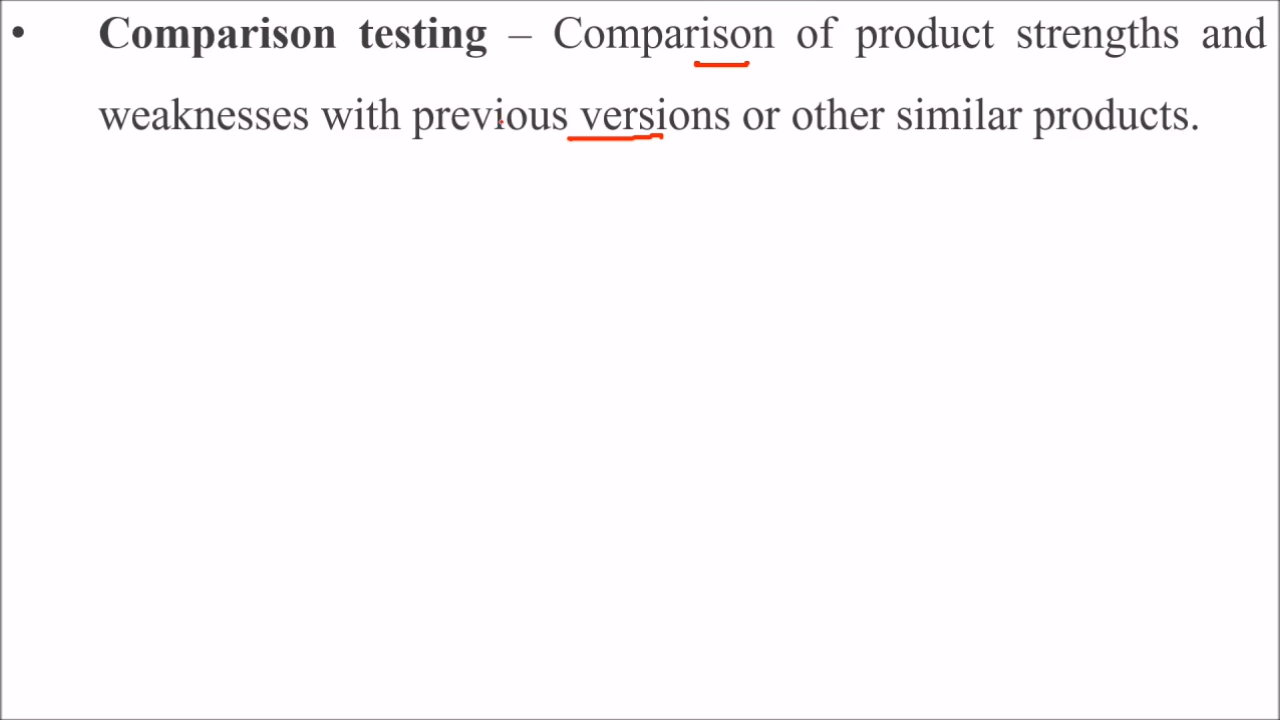 • Comparison testing – Comparison of product strengths and
weaknesses with previous versions or other similar products.